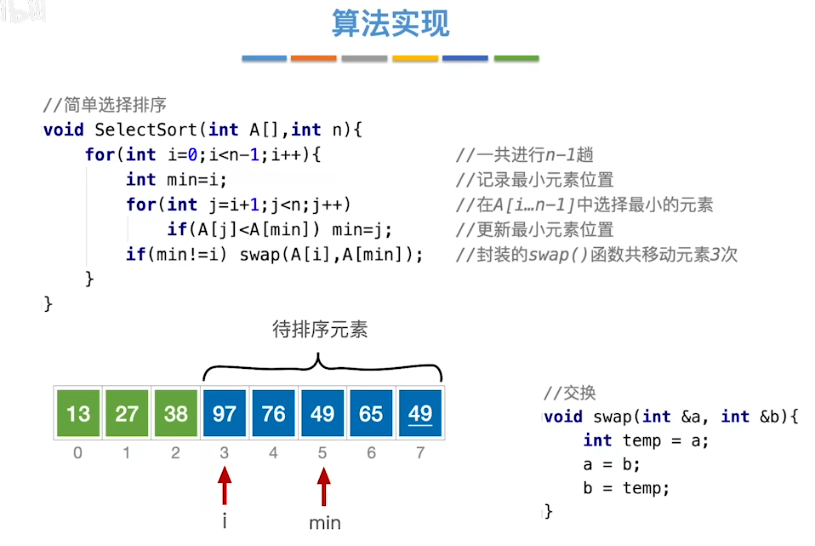 算法实现
//简单选择排序
void SelectSort(int A[],int n){
for(int i=0;i<n-1;i++){ //一共进行n-1趟
int min=i; //记录最小元素位置
for(int j=i+1;j<n;j++) //在A[i…n-1]中选择最小的元素
if(A[j]<A[min]) min=j; //更新最小元素位置
if(min!=i) swap(A[i],A[min]); //封装的swap()函数共移动元素3次
}
}
待排序元素
13 27 38 97 76 49 65 49
0 1 2 3 4 5 6 7
i min
//交换
void swap(int &a, int &b){
int temp = a;
a = b;
b = temp;
}